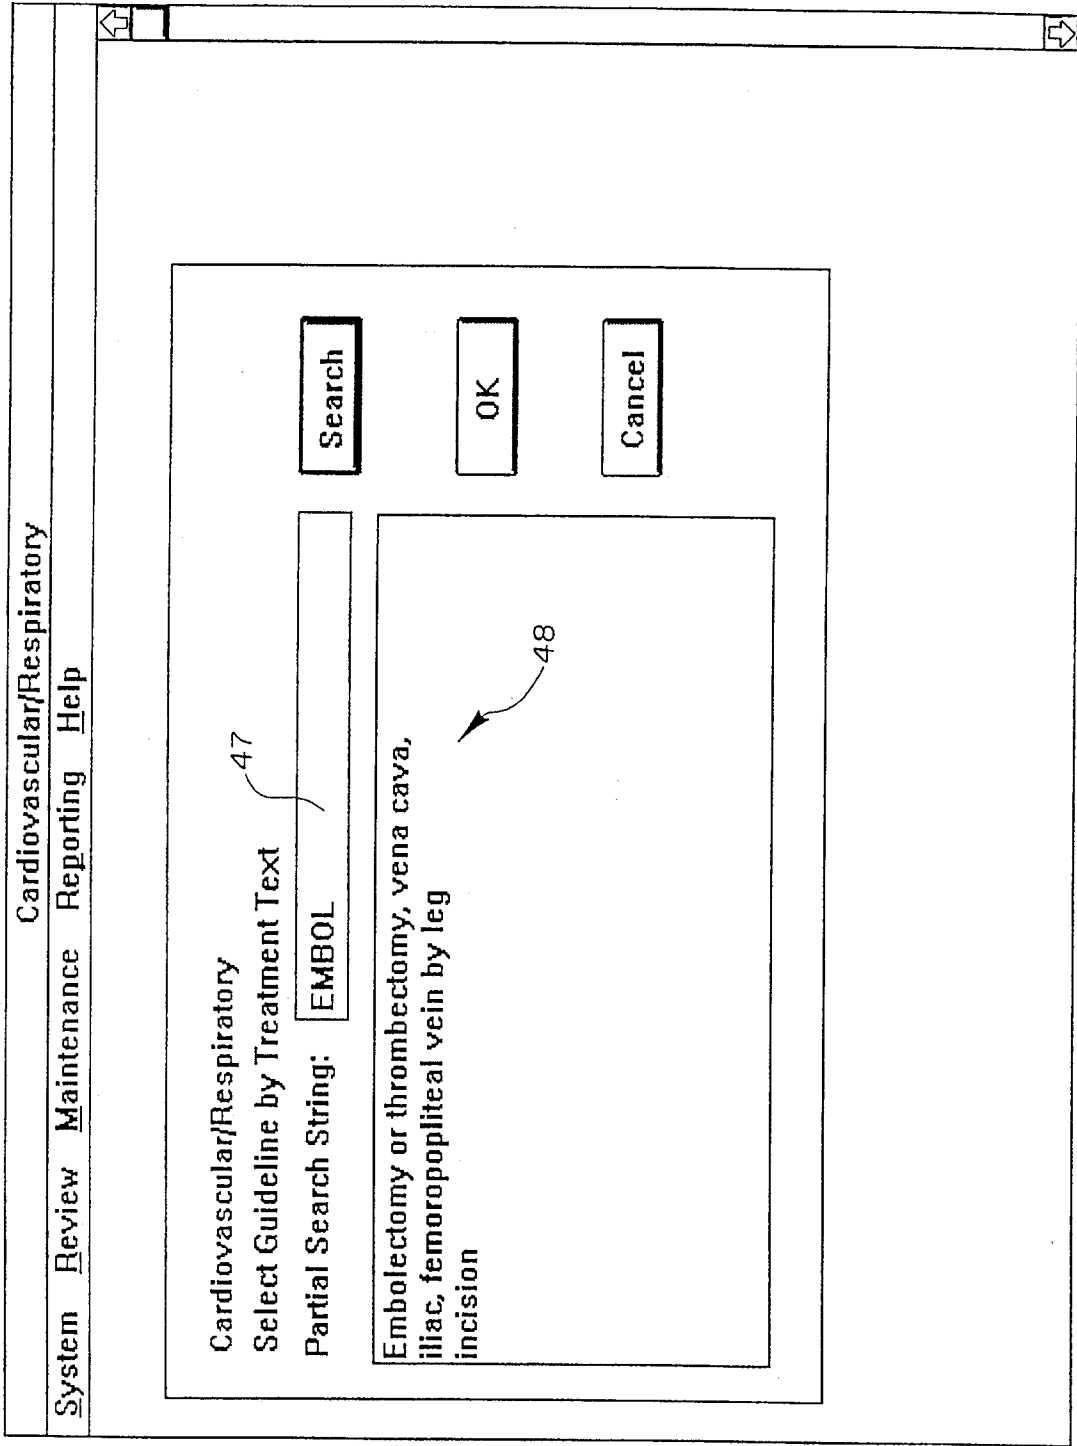 Cardiovascular/Respiratory
System Review Maintenance Reporting Help
Cardiovascular/Respiratory
Select Guideline by Treatment Text
47
Partial Search String: EMBOL Search
Embolectomy or thrombectomy, vena cava,
iliac, femoropopliteal vein by leg
incision
48
OK
Cancel